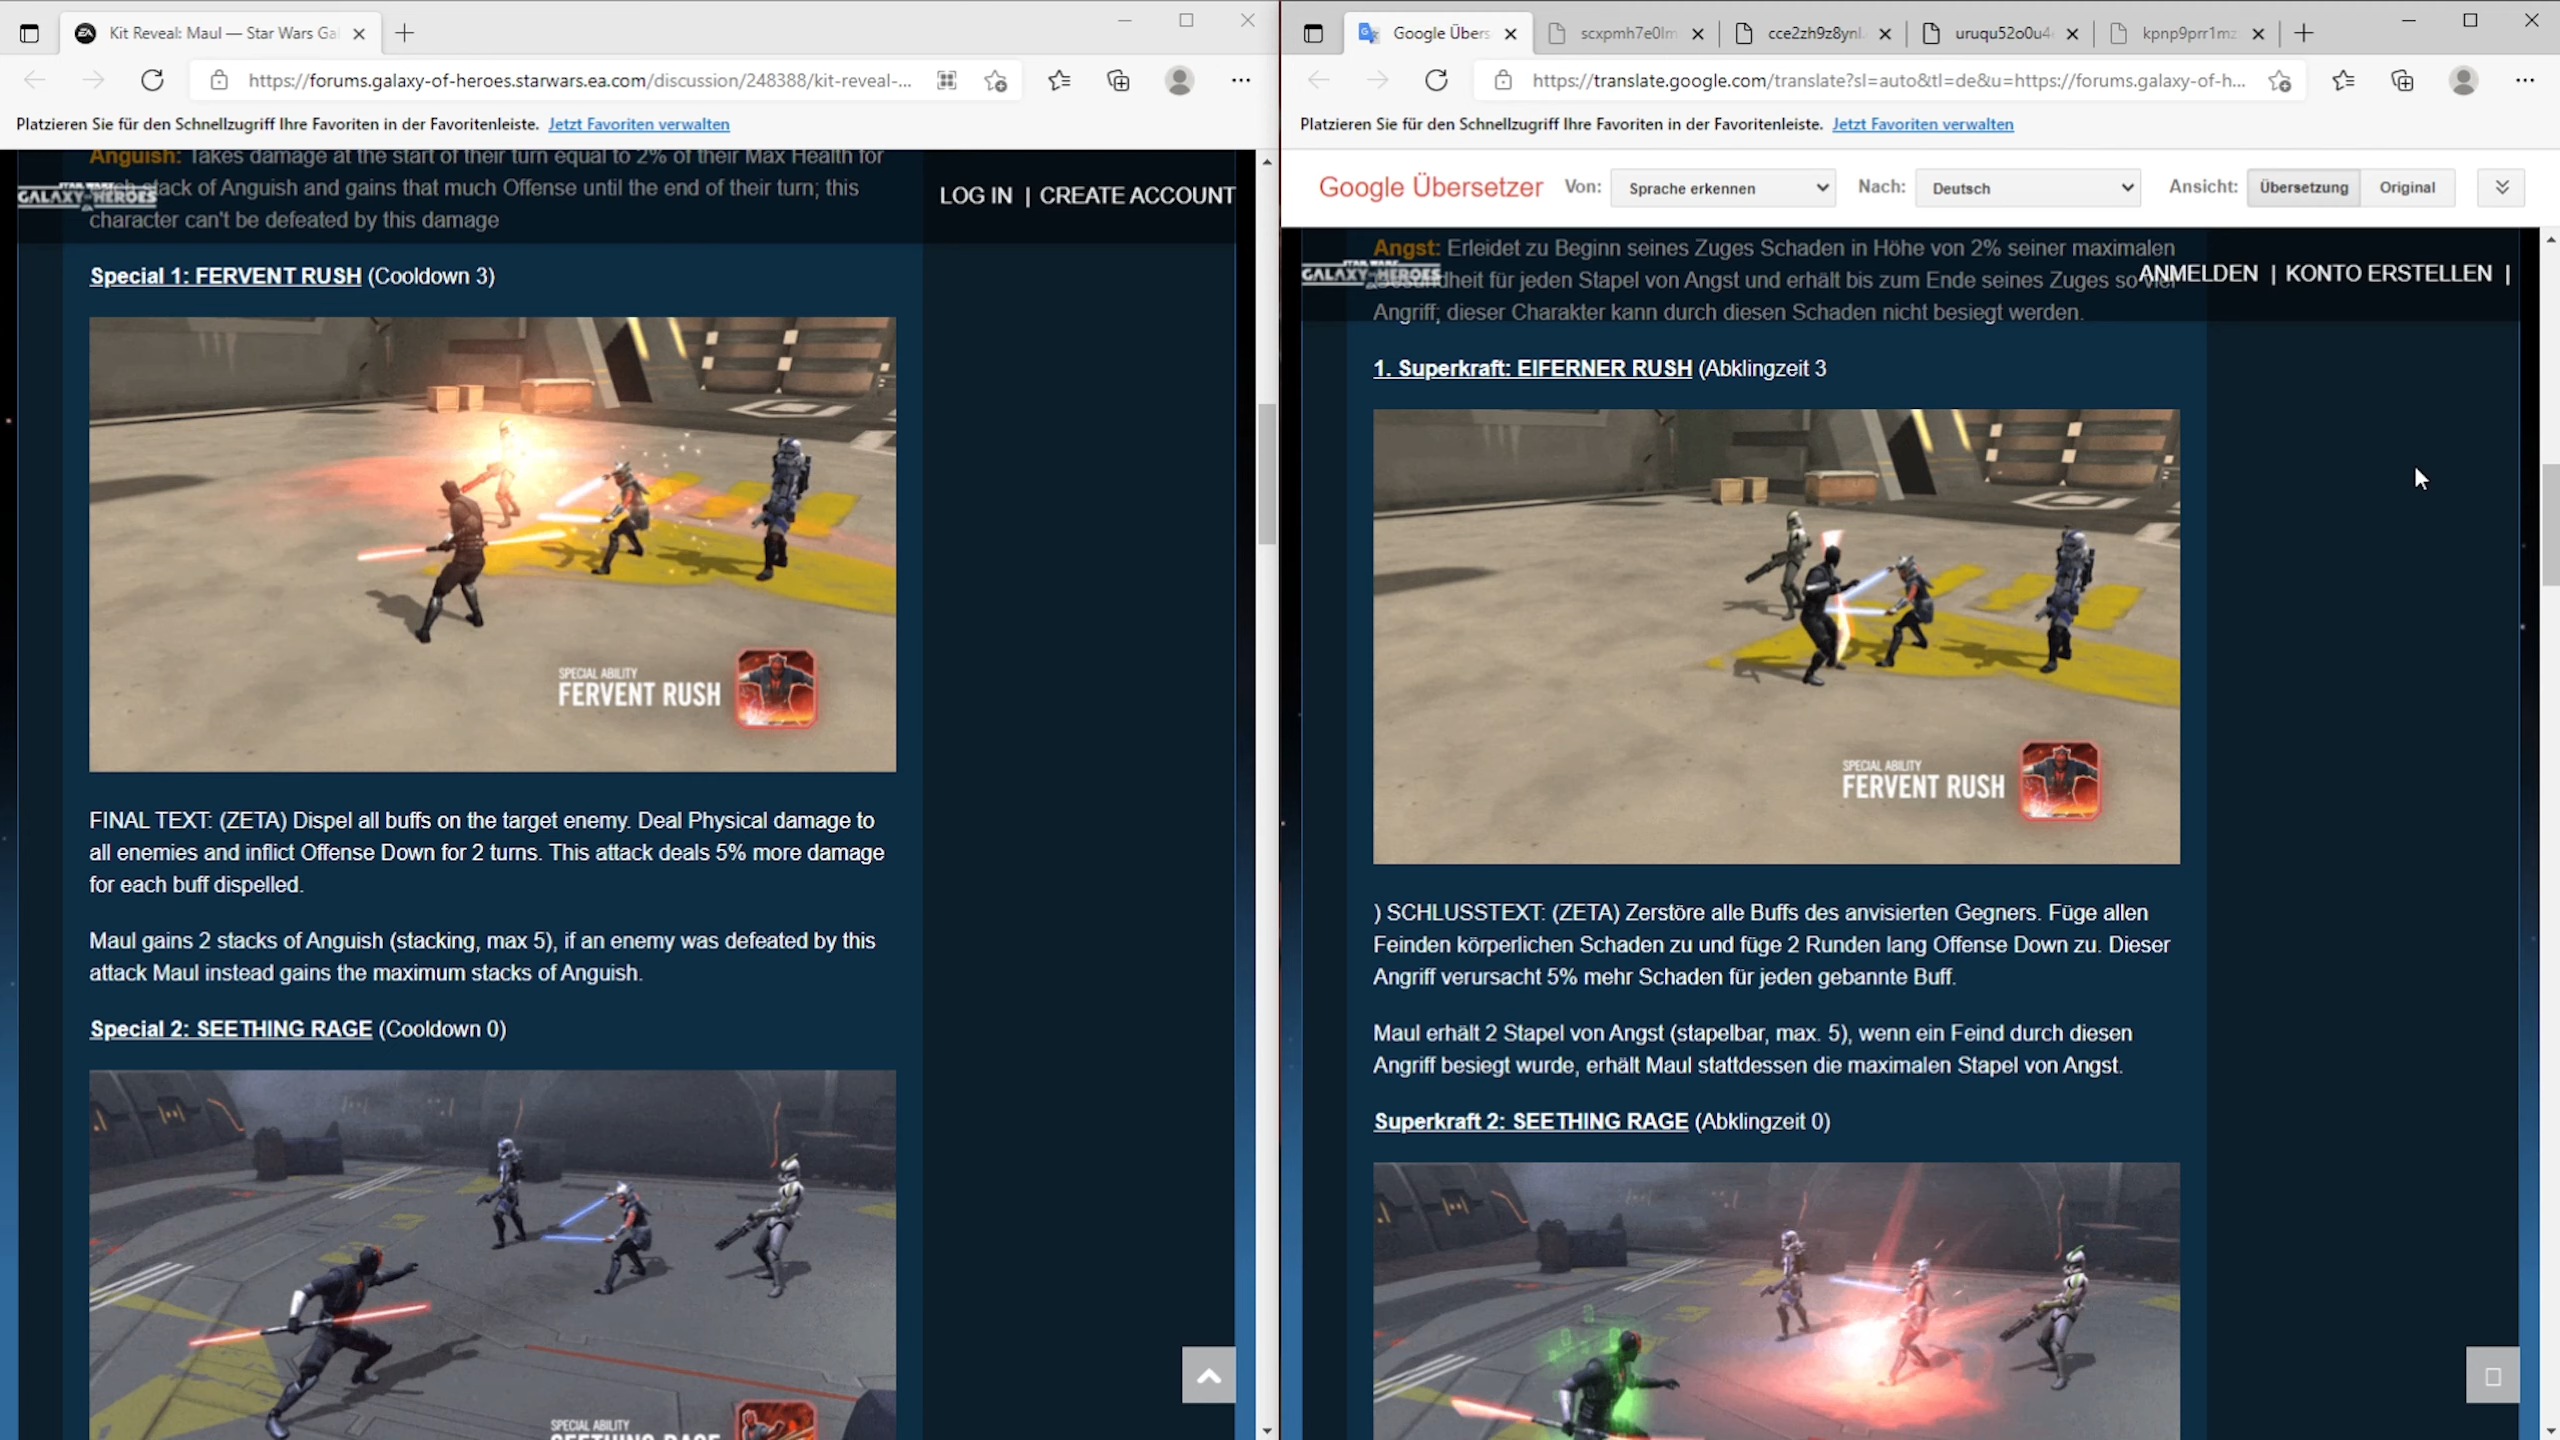 Kit Reveal: Maul — Star Wars Gal
https://forums.galaxy-of-heroes.starwars.ea.com/discussion/248388/kit-reveal-...
Platzieren Sie für den Schnellzugriff Ihre Favoriten in der Favoritenleiste. Jetzt Favoriten verwalten
Anguish: Takes damage at the start of their turn equal to 2% of their Max Health for
stack of Anguish and gains that much Offense until the end of their turn; this
character can't be defeated by this damage
STAR WARS
GALAXY HEROES
LOG IN | CREATE ACCOUNT
Special 1: FERVENT RUSH (Cooldown 3)
SPECIAL ABILITY
FERVENT RUSH
FINAL TEXT: (ZETA) Dispel all buffs on the target enemy. Deal Physical damage to
all enemies and inflict Offense Down for 2 turns. This attack deals 5% more damage
for each buff dispelled.
Maul gains 2 stacks of Anguish (stacking, max 5), if an enemy was defeated by this
attack Maul instead gains the maximum stacks of Anguish.
Special 2: SEETHING RAGE (Cooldown 0)
SPECIAL ABILITY
SEETHING RAGE
Google Übers
scxpmh7e0lm
cce2zh9z8ynl
uruqu52o0u4
kpnp9prr1mz
https://translate.google.com/translate?sl=auto&tl=de&u=https://forums.galaxy-of-h...
Platzieren Sie für den Schnellzugriff Ihre Favoriten in der Favoritenleiste. Jetzt Favoriten verwalten
Google Übersetzer Von: Sprache erkennen Nach: Deutsch Ansicht: Übersetzung Original
Angst: Erleidet zu Beginn seines Zuges Schaden in Höhe von 2% seiner maximalen
für jeden Stapel von Angst und erhält bis zum Ende seines Zuges so viel
Angriff; dieser Charakter kann durch diesen Schaden nicht besiegt werden.
STAR WARS
GALAXY HEROES
ANMELDEN | KONTO ERSTELLEN |
1. Superkraft: EIFERNER RUSH (Abklingzeit 3
SPECIAL ABILITY
FERVENT RUSH
) SCHLUSSTEXT: (ZETA) Zerstöre alle Buffs des anvisierten Gegners. Füge allen
Feinden körperlichen Schaden zu und füge 2 Runden lang Offense Down zu. Dieser
Angriff verursacht 5% mehr Schaden für jeden gebannte Buff.
Maul erhält 2 Stapel von Angst (stapelbar, max. 5), wenn ein Feind durch diesen
Angriff besiegt wurde, erhält Maul stattdessen die maximalen Stapel von Angst.
Superkraft 2: SEETHING RAGE (Abklingzeit 0)